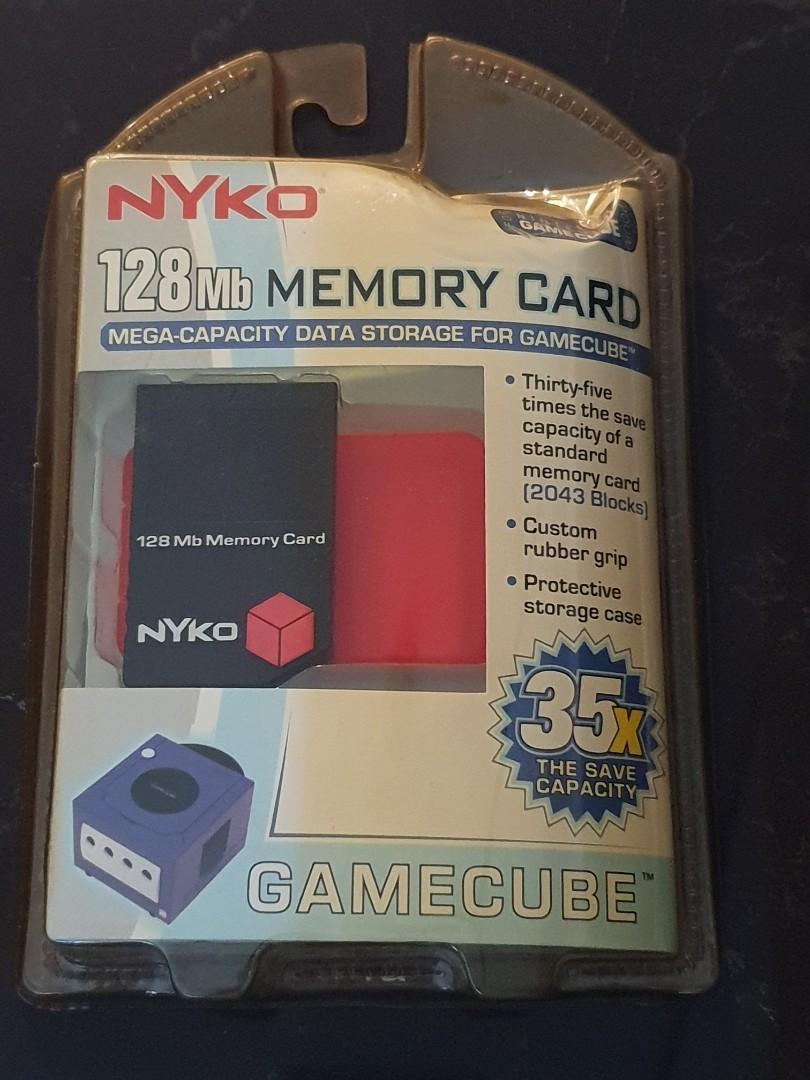 NYKO®
GAMECUBE
128Mb MEMORY CARD
MEGA-CAPACITY DATA STORAGE FOR GAMECUBE™
• Thirty-five
times the save
capacity of a
standard
memory card
(2043 Blocks)
• Custom
rubber grip
• Protective
storage case
128 Mb Memory Card
NYKO
35x
THE SAVE
CAPACITY
GAMECUBE™